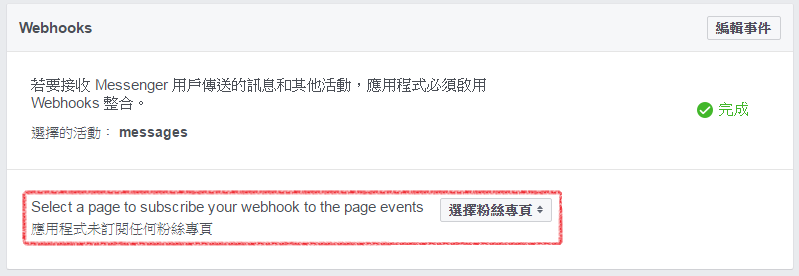 Webhooks
編輯事件
若要接收 Messenger 用戶傳送的訊息和其他活動，應用程式必須啟用
Webhooks 整合。
完成
選擇的活動： messages
Select a page to subscribe your webhook to the page events
選擇粉絲專頁
應用程式未訂閱任何粉絲專頁